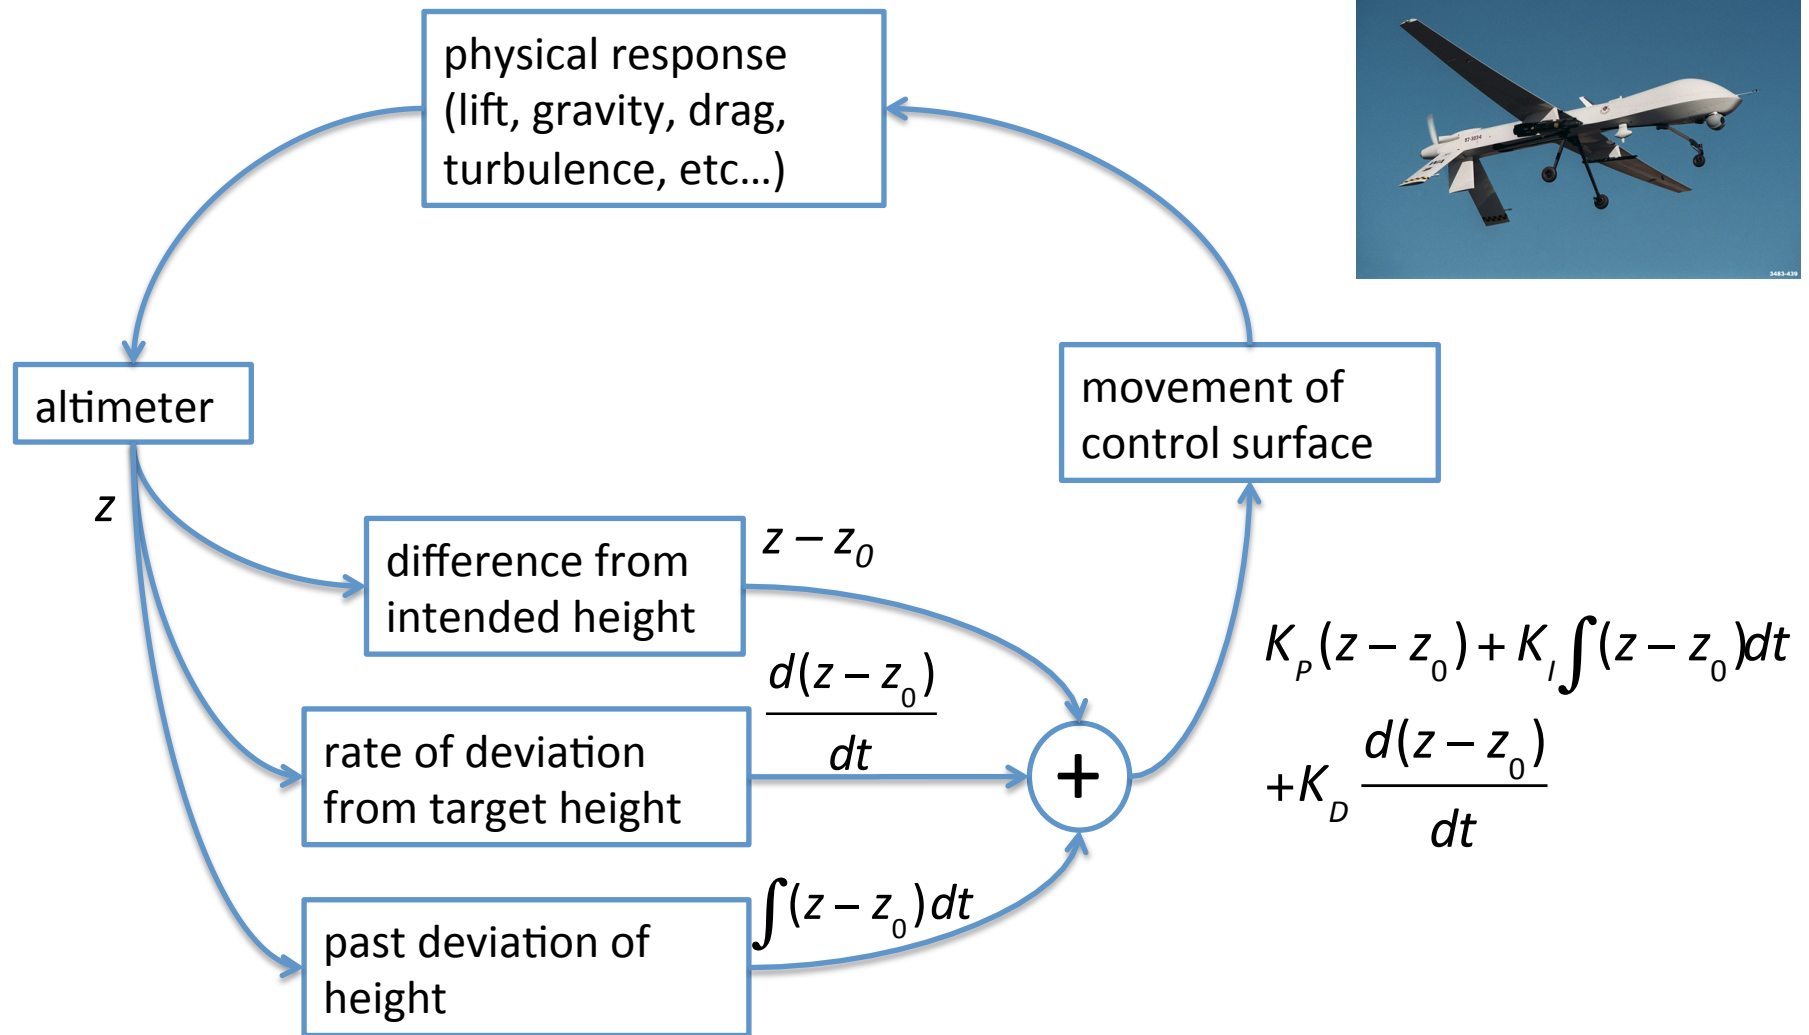 physical response
(lift, gravity, drag,
turbulence, etc…)
3483-439
altimeter
movement of
control surface
z
difference from
intended height
z – z₀
K_P(z – z₀) + K_I∫(z – z₀)dt
+K_D d(z – z₀)/dt
rate of deviation
from target height
d(z – z₀)
dt
+
past deviation of
height
∫(z – z₀)dt